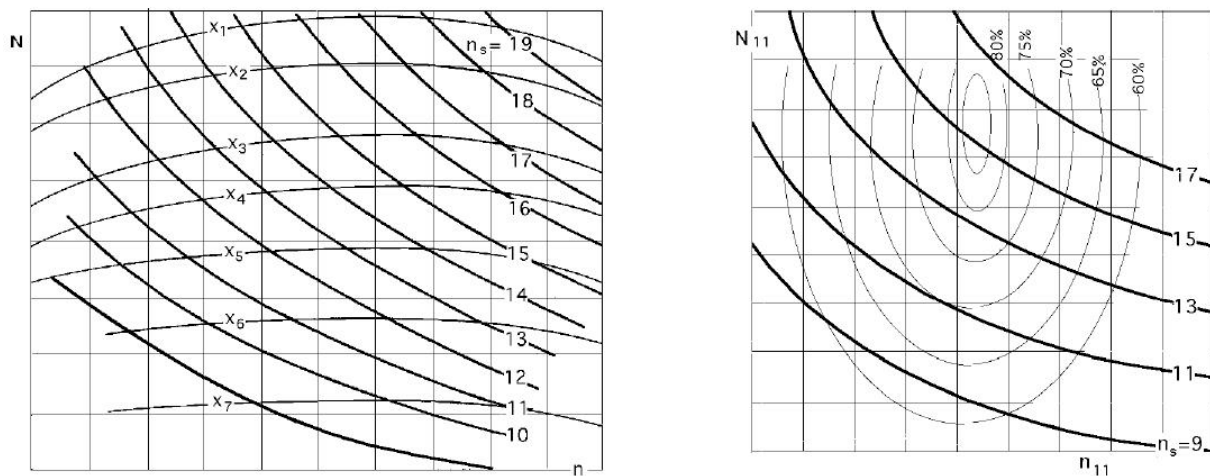 N
x₁
nₛ=
19
x₂
18
x₃
17
x₄
16
x₅
15
14
x₆
13
12
x₇
11
10
n
N₁₁
80%
75%
70%
65%
60%
17
15
13
11
nₛ=9
n₁₁